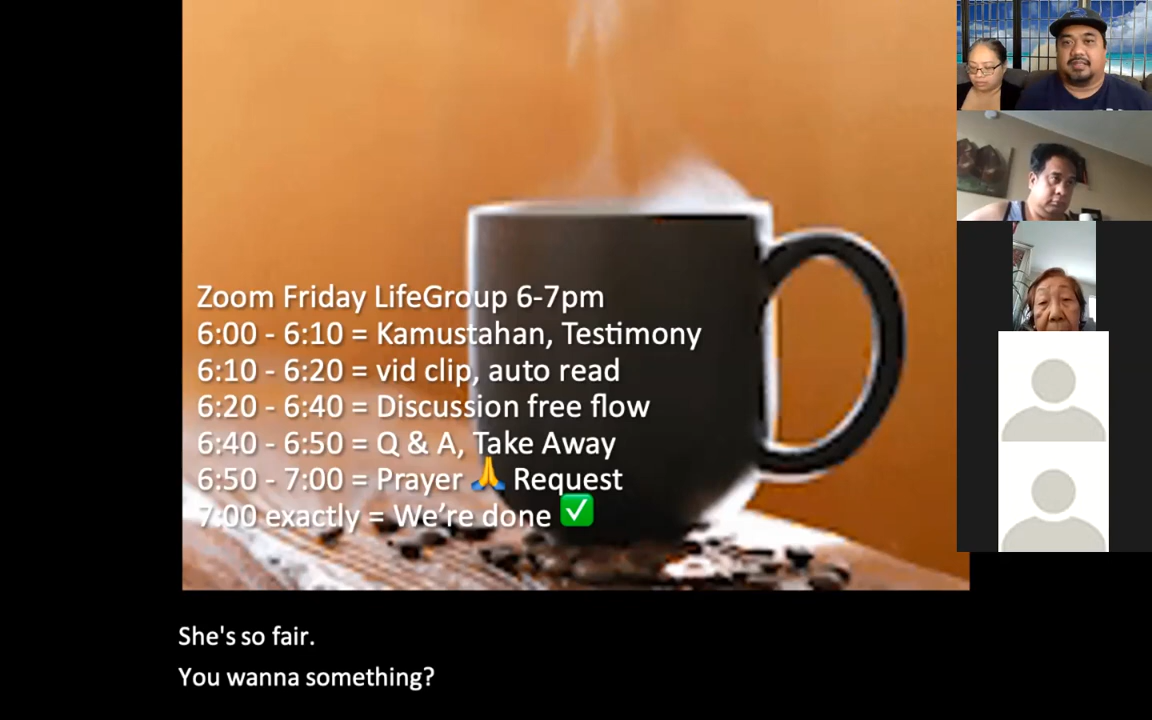 Zoom Friday LifeGroup 6-7pm
6:00 - 6:10 = Kamustahan, Testimony
6:10 - 6:20 = vid clip, auto read
6:20 - 6:40 = Discussion free flow
6:40 - 6:50 = Q & A, Take Away
6:50 - 7:00 = Prayer 🙏 Request
7:00 exactly = We’re done ✅
She's so fair.
You wanna something?